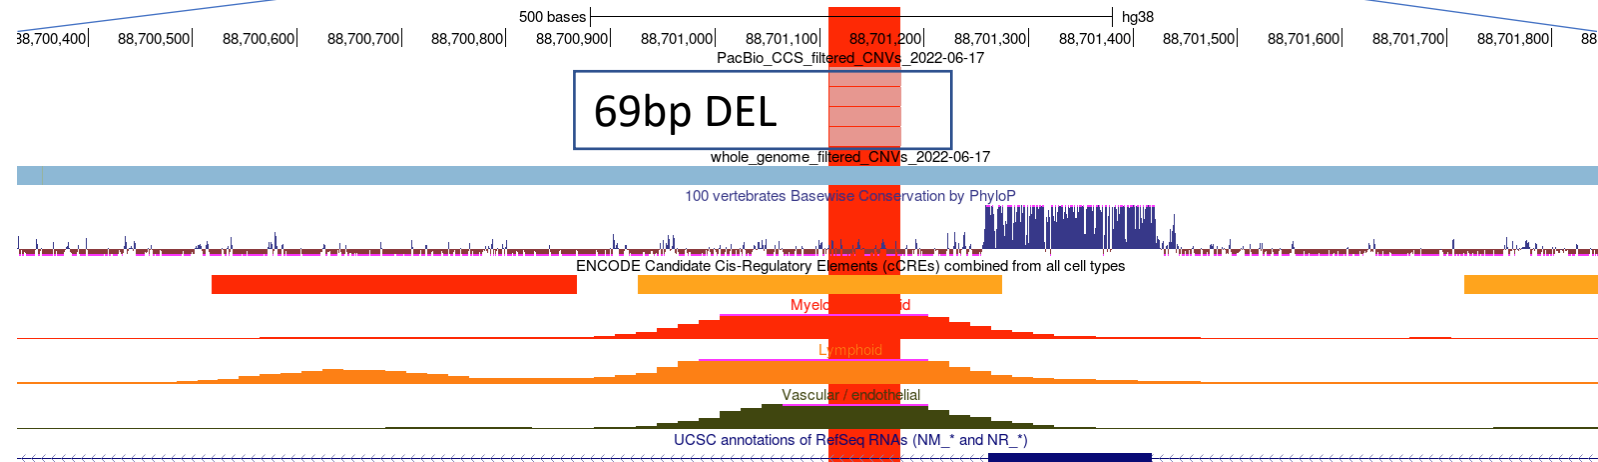 500 bases hg38
88,700,400 88,700,500 88,700,600 88,700,700 88,700,800 88,700,900 88,701,000 88,701,100 88,701,200 88,701,300 88,701,400 88,701,500 88,701,600 88,701,700 88,701,800 88
PacBio_CCS_filtered_CNVs_2022-06-17
69bp DEL
whole_genome_filtered_CNVs_2022-06-17
100 vertebrates Basewise Conservation by PhyloP
ENCODE Candidate Cis-Regulatory Elements (cCREs) combined from all cell types
Lymphoid
Vascular / endothelial
UCSC annotations of RefSeq RNAs (NM_* and NR_*)